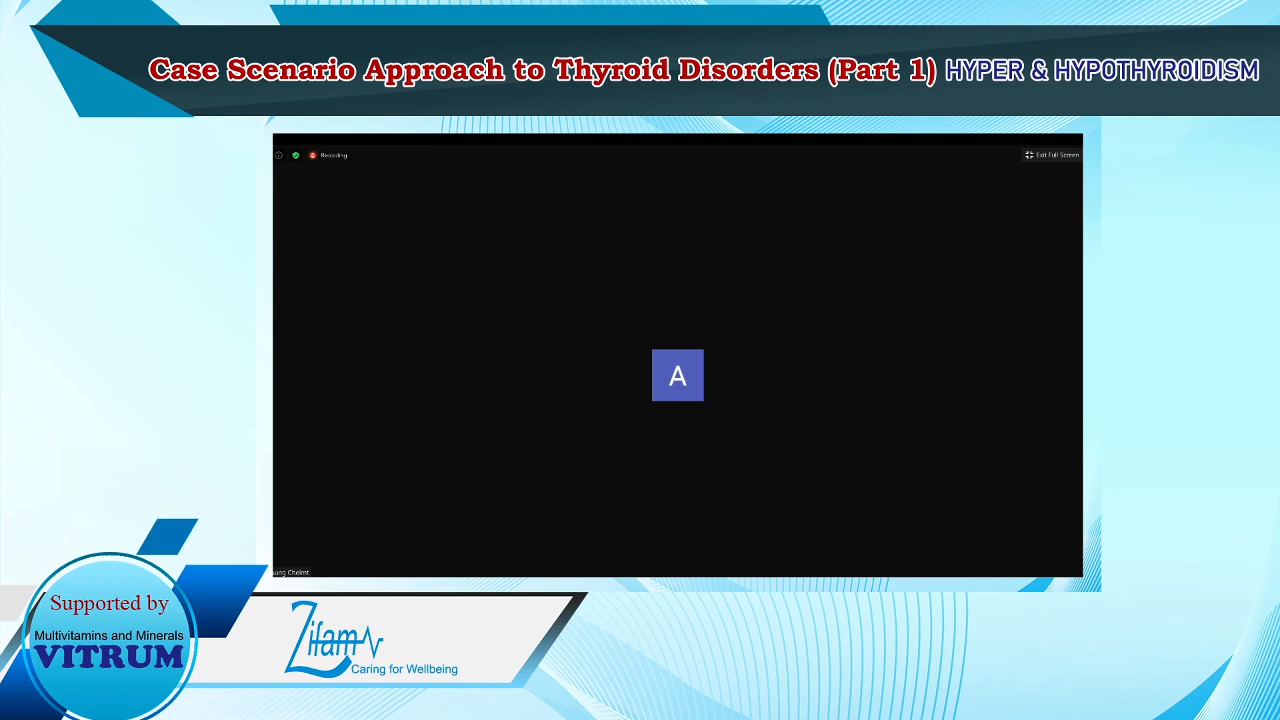 Case Scenario Approach to Thyroid Disorders (Part 1) HYPER & HYPOTHYROIDISM
Recording
Exit Full Screen
A
Supported by
Multivitamins and Minerals
VITRUM
Zifam
Caring for Wellbeing